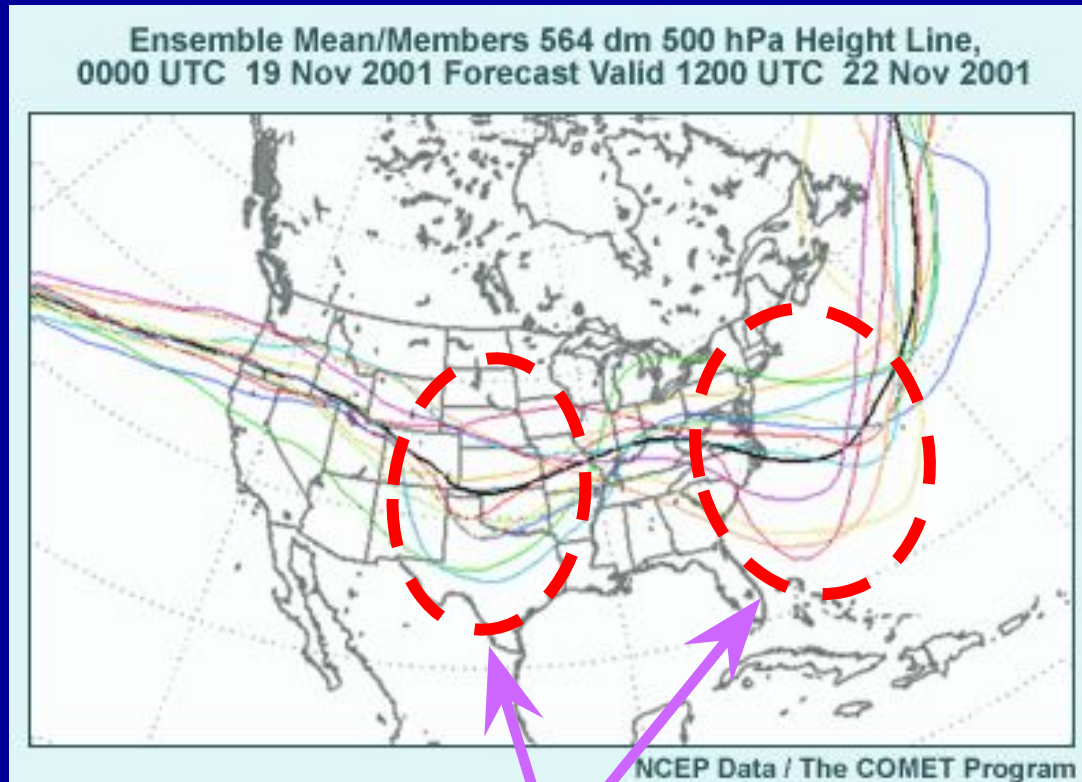 Ensemble Mean/Members 564 dm 500 hPa Height Line,
0000 UTC 19 Nov 2001 Forecast Valid 1200 UTC 22 Nov 2001
NCEP Data / The COMET Program